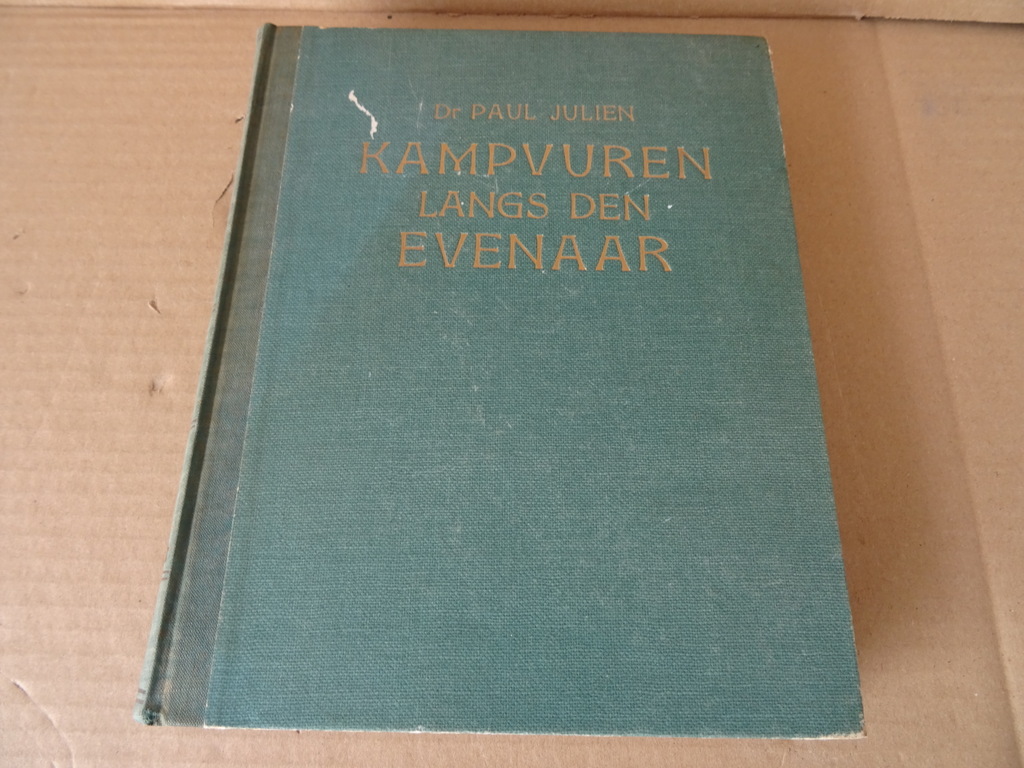 Dr PAUL JULIEN
KAMPVUREN
LANGS DEN
EVENAAR